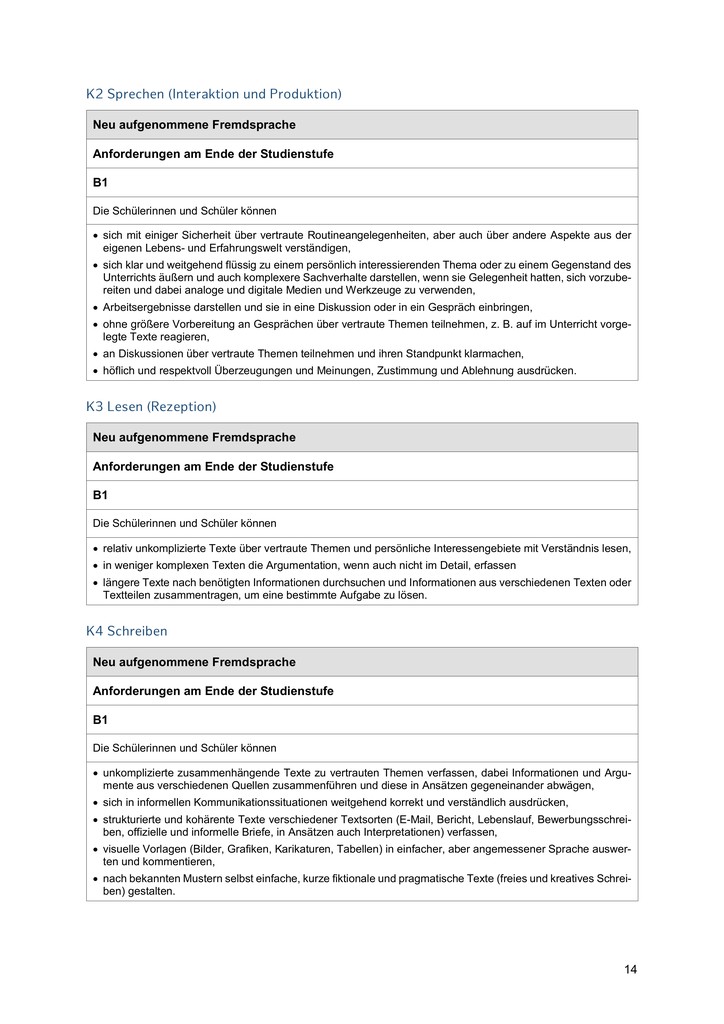 K2 Sprechen (Interaktion und Produktion)
Neu aufgenommene Fremdsprache
Anforderungen am Ende der Studienstufe
B1
Die Schülerinnen und Schüler können
• sich mit einiger Sicherheit über vertraute Routineangelegenheiten, aber auch über andere Aspekte aus der
eigenen Lebens- und Erfahrungswelt verständigen,
• sich klar und weitgehend flüssig zu einem persönlich interessierenden Thema oder zu einem Gegenstand des
Unterrichts äußern und auch komplexere Sachverhalte darstellen, wenn sie Gelegenheit hatten, sich vorzube-
reiten und dabei analoge und digitale Medien und Werkzeuge zu verwenden,
• Arbeitsergebnisse darstellen und sie in eine Diskussion oder in ein Gespräch einbringen,
• ohne größere Vorbereitung an Gesprächen über vertraute Themen teilnehmen, z. B. auf im Unterricht vorge-
legte Texte reagieren,
• an Diskussionen über vertraute Themen teilnehmen und ihren Standpunkt klarmachen,
• höflich und respektvoll Überzeugungen und Meinungen, Zustimmung und Ablehnung ausdrücken.
K3 Lesen (Rezeption)
Neu aufgenommene Fremdsprache
Anforderungen am Ende der Studienstufe
B1
Die Schülerinnen und Schüler können
• relativ unkomplizierte Texte über vertraute Themen und persönliche Interessengebiete mit Verständnis lesen,
• in weniger komplexen Texten die Argumentation, wenn auch nicht im Detail, erfassen
• längere Texte nach benötigten Informationen durchsuchen und Informationen aus verschiedenen Texten oder
Textteilen zusammentragen, um eine bestimmte Aufgabe zu lösen.
K4 Schreiben
Neu aufgenommene Fremdsprache
Anforderungen am Ende der Studienstufe
B1
Die Schülerinnen und Schüler können
• unkomplizierte zusammenhängende Texte zu vertrauten Themen verfassen, dabei Informationen und Argu-
mente aus verschiedenen Quellen zusammenführen und diese in Ansätzen gegeneinander abwägen,
• sich in informellen Kommunikationssituationen weitgehend korrekt und verständlich ausdrücken,
• strukturierte und kohärente Texte verschiedener Textsorten (E-Mail, Bericht, Lebenslauf, Bewerbungsschrei-
ben, offizielle und informelle Briefe, in Ansätzen auch Interpretationen) verfassen,
• visuelle Vorlagen (Bilder, Grafiken, Karikaturen, Tabellen) in einfacher, aber angemessener Sprache auswer-
ten und kommentieren,
• nach bekannten Mustern selbst einfache, kurze fiktionale und pragmatische Texte (freies und kreatives Schrei-
ben) gestalten.
14